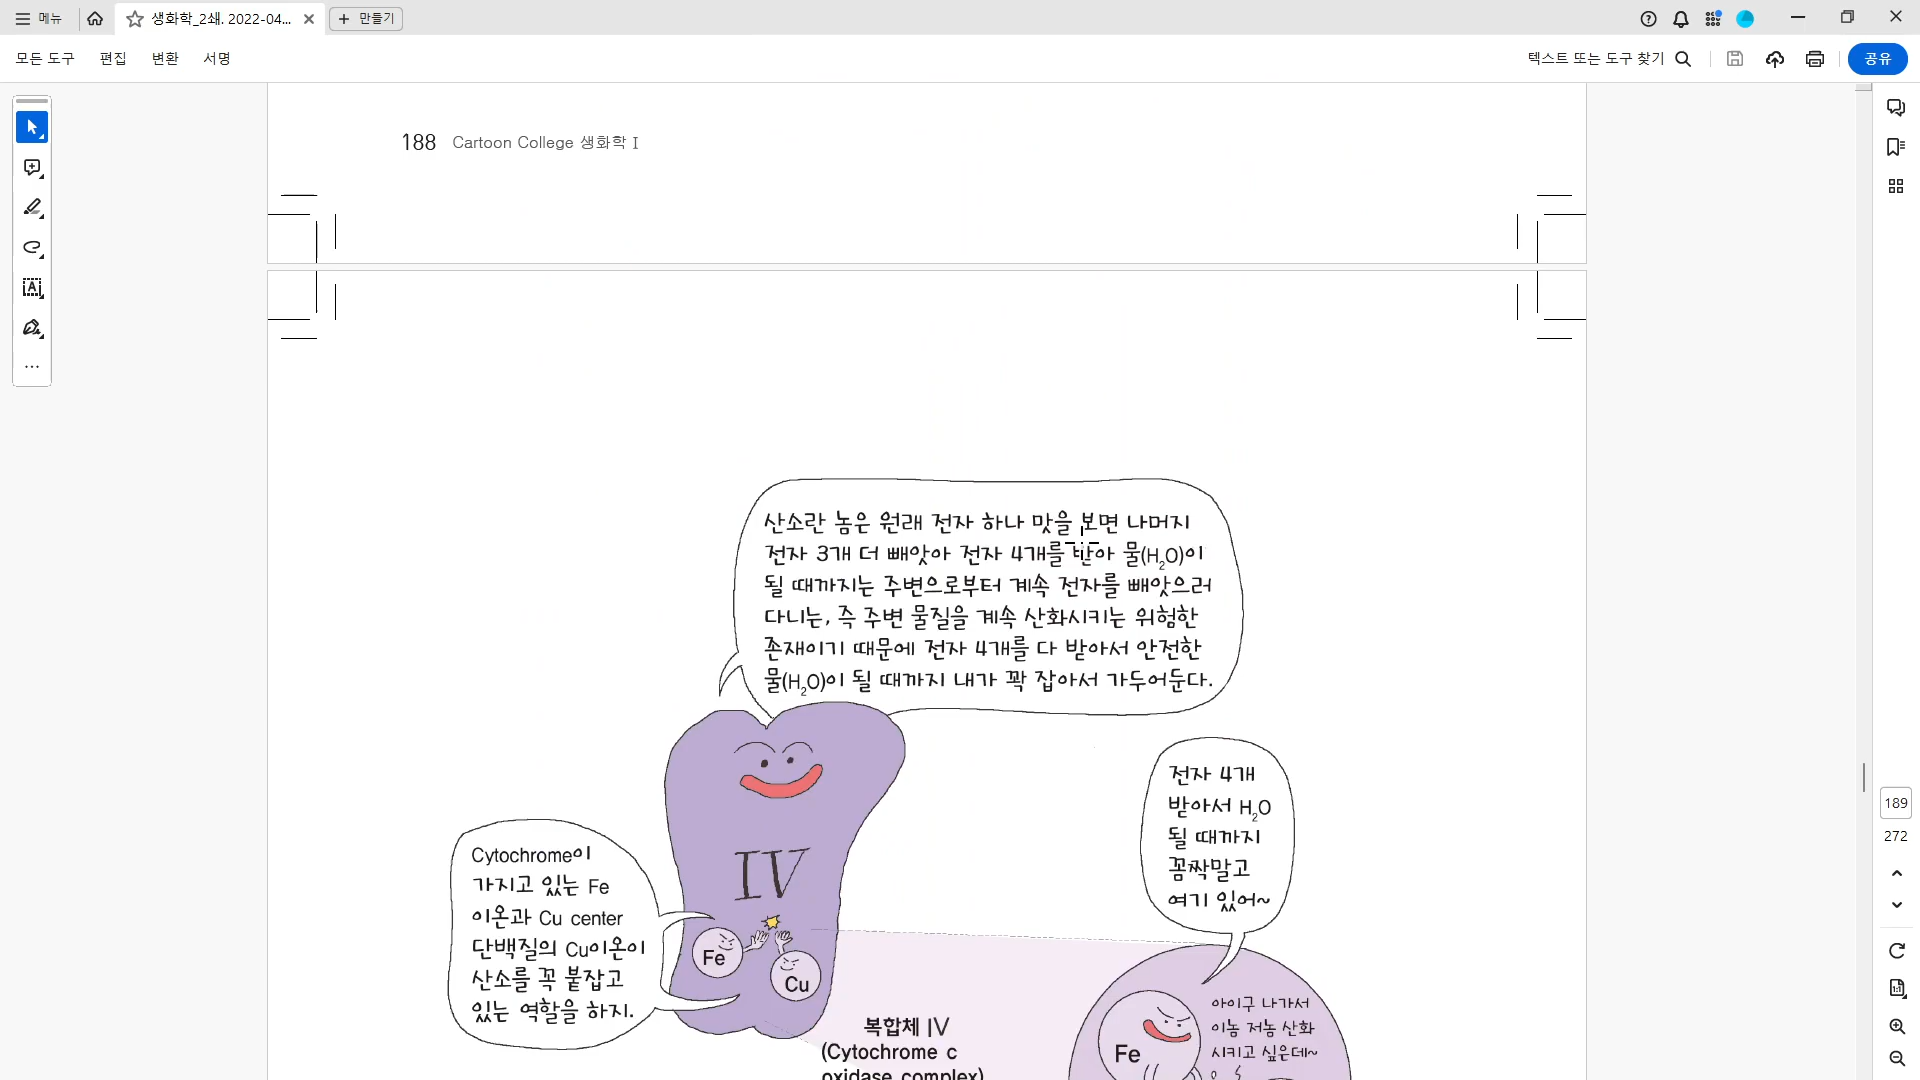 메뉴
생화학_2쇄. 2022-04...
만들기
모든 도구
편집
변환
서명
텍스트 또는 도구 찾기
공유
188 Cartoon College 생화학 I
산소란 놈은 원래 전자 하나 맛을 보면 나머지
전자 3개 더 빼앗아 전자 4개를 받아 물(H₂O)이
될 때까지는 주변으로부터 계속 전자를 빼앗으러
다니는, 즉 주변 물질을 계속 산화시키는 위험한
존재이기 때문에 전자 4개를 다 받아서 안전한
물(H₂O)이 될 때까지 내가 꽉 잡아서 가두어둔다.
전자 4개
받아서 H₂O
될 때까지
꼼짝말고
여기 있어~
IV
Cytochrome이
가지고 있는 Fe
이온과 Cu center
단백질의 Cu이온이
산소를 꼭 붙잡고
있는 역할을 하지.
Fe
Cu
복합체 IV
(Cytochrome c
oxidase complex)
아이구 나가서
이놈 저놈 산화
시키고 싶은데~
Fe
189
272
1:1